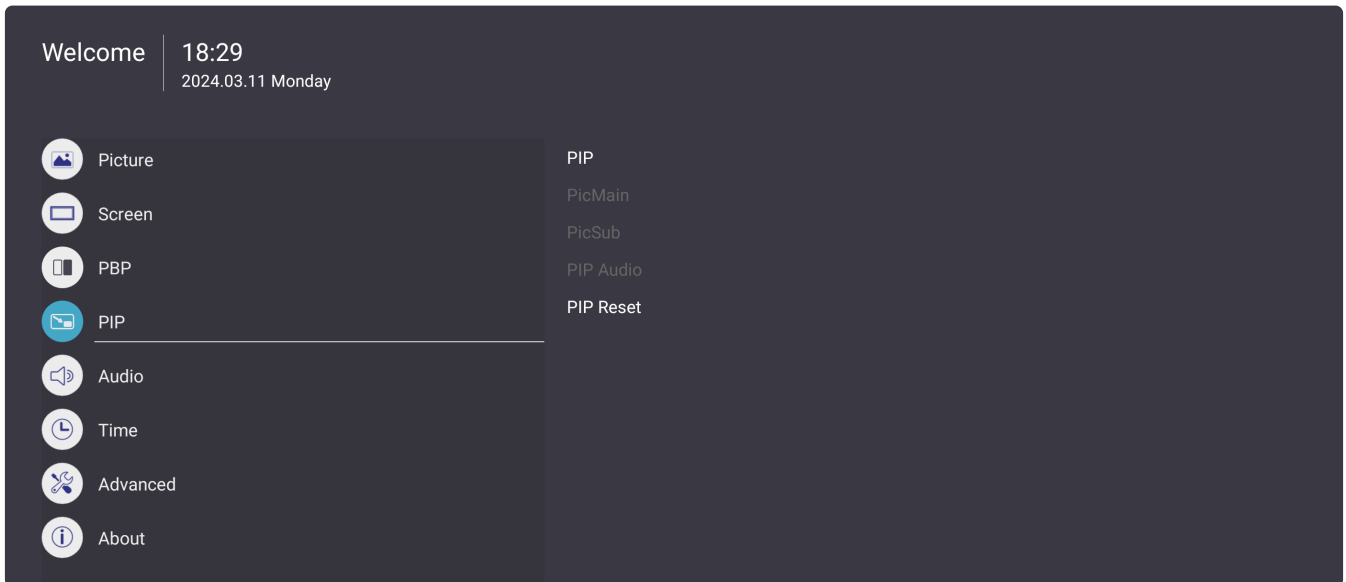 Welcome
18:29
2024.03.11 Monday
Picture
Screen
PBP
PIP
Audio
Time
Advanced
About
PIP
PicMain
PicSub
PIP Audio
PIP Reset